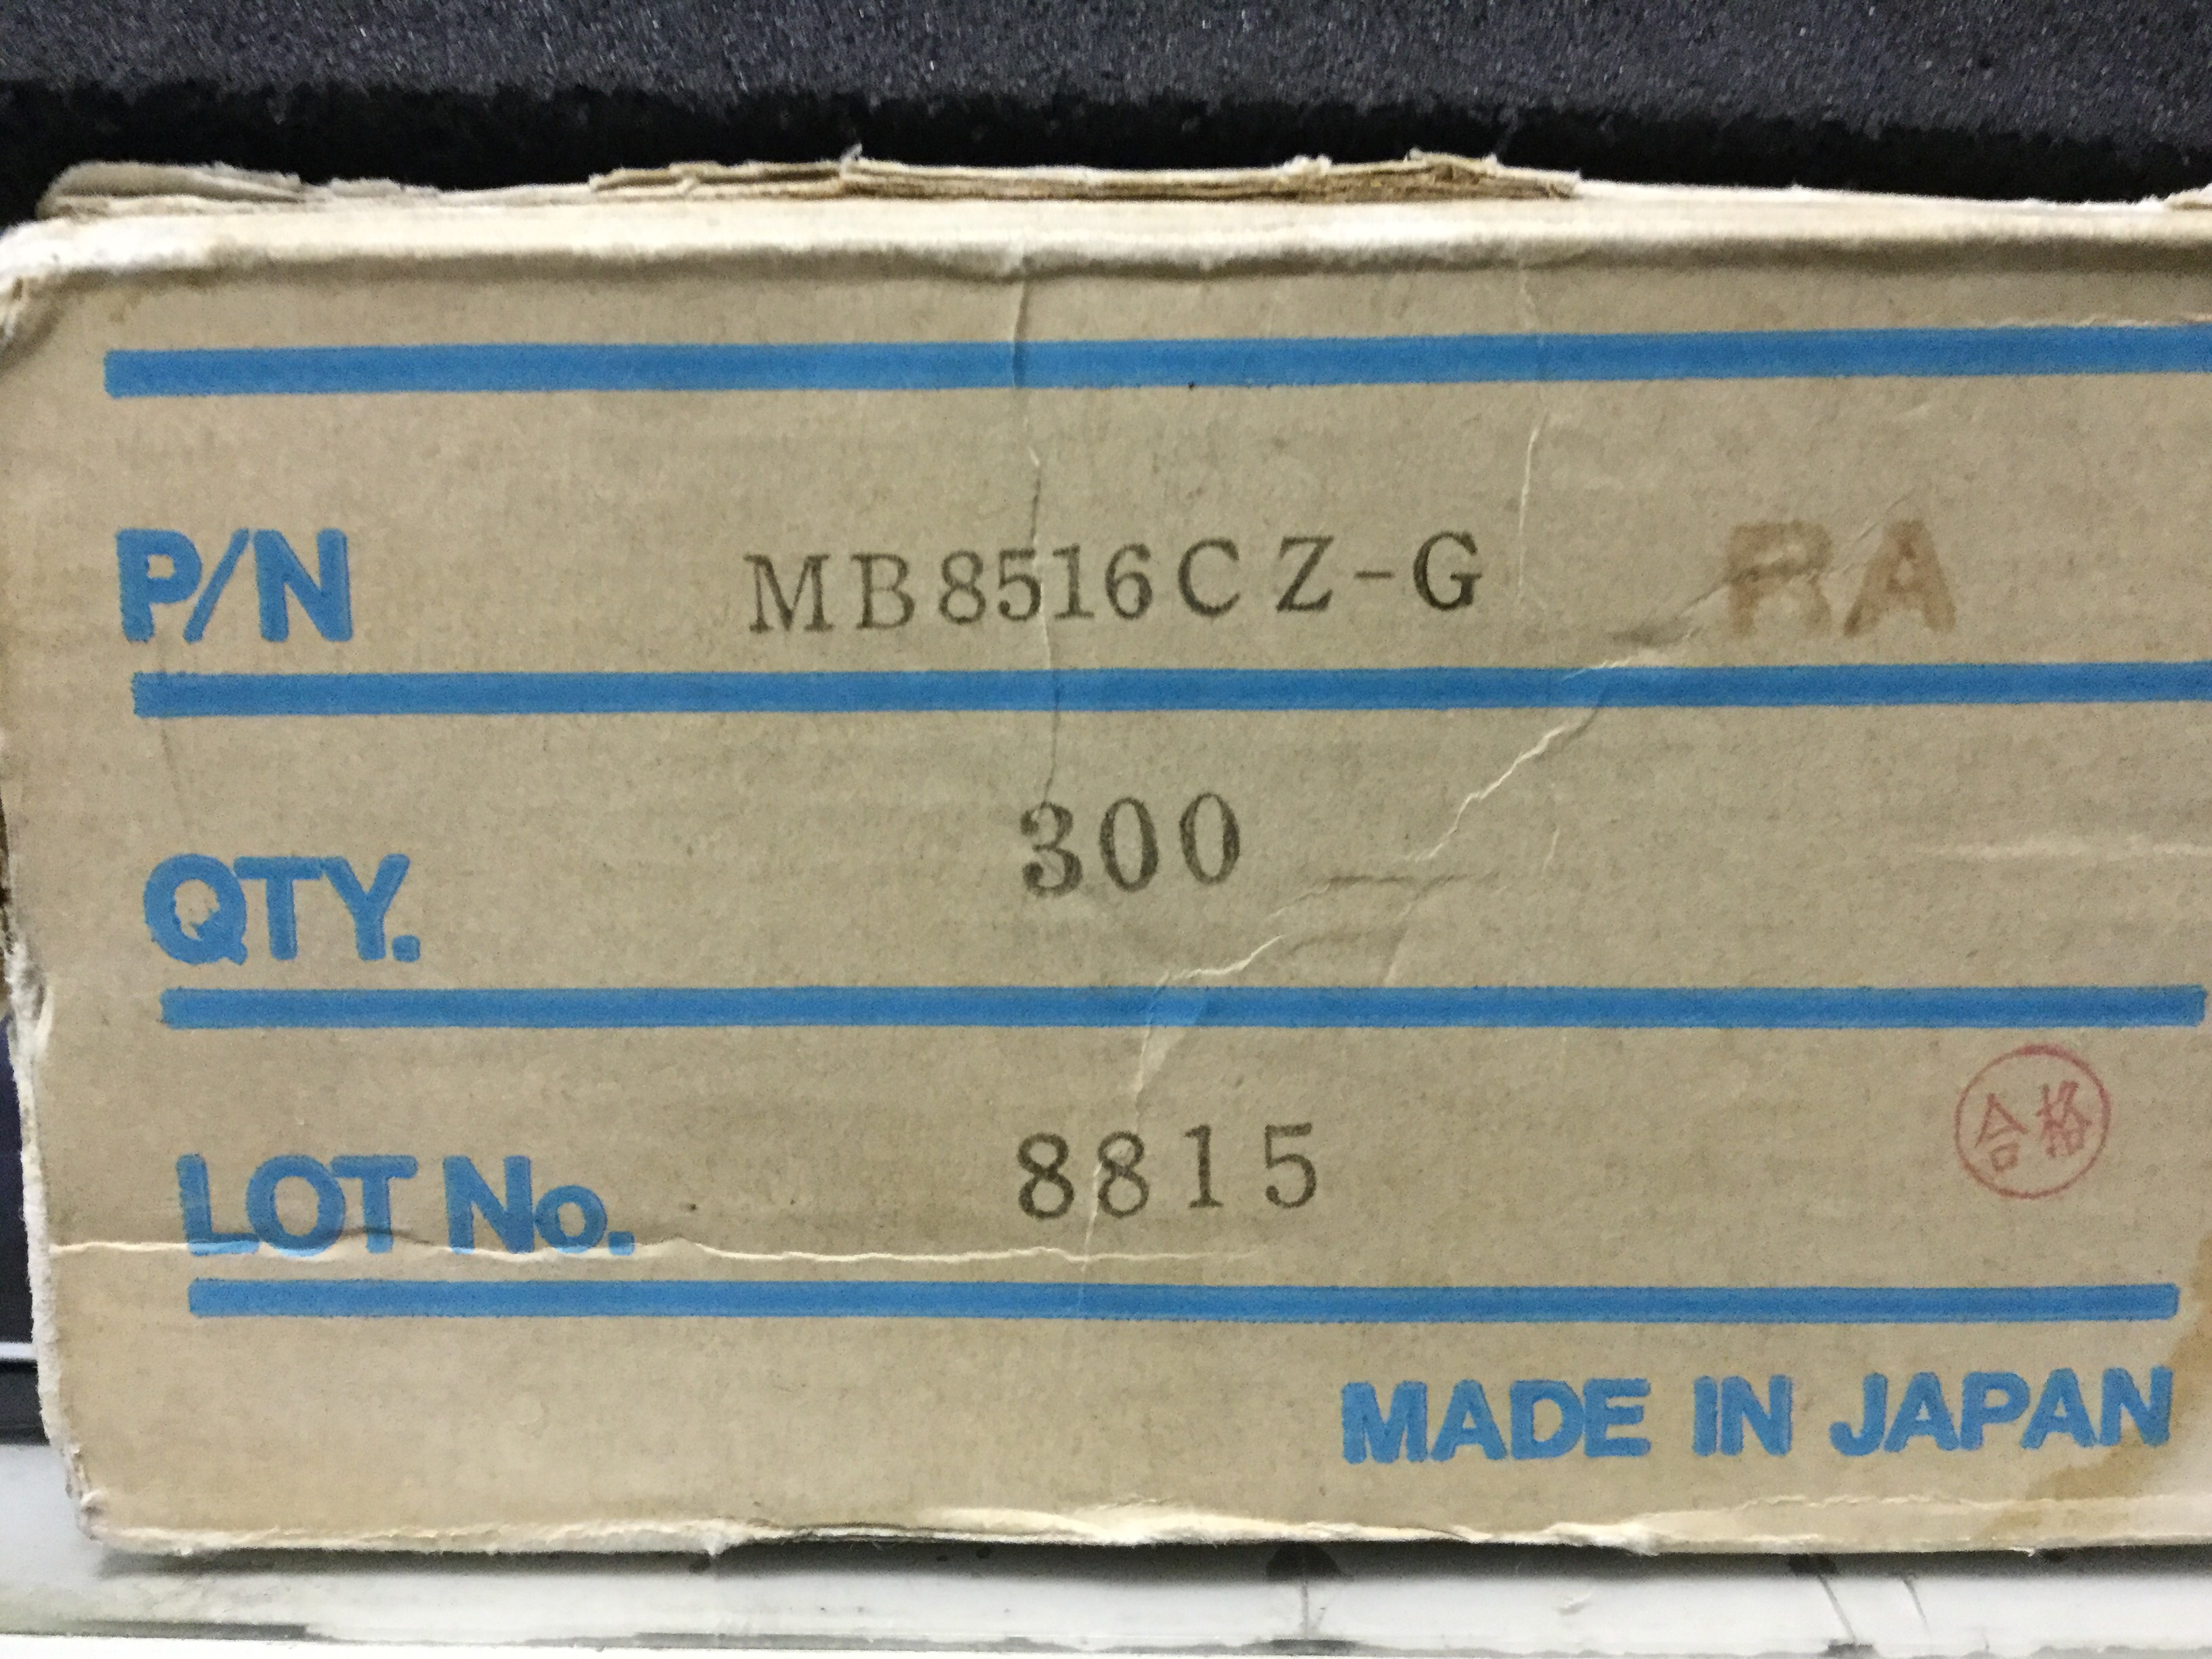 P/N MB8516CZ-G RA
QTY. 300
LOT No. 8815
合格
MADE IN JAPAN